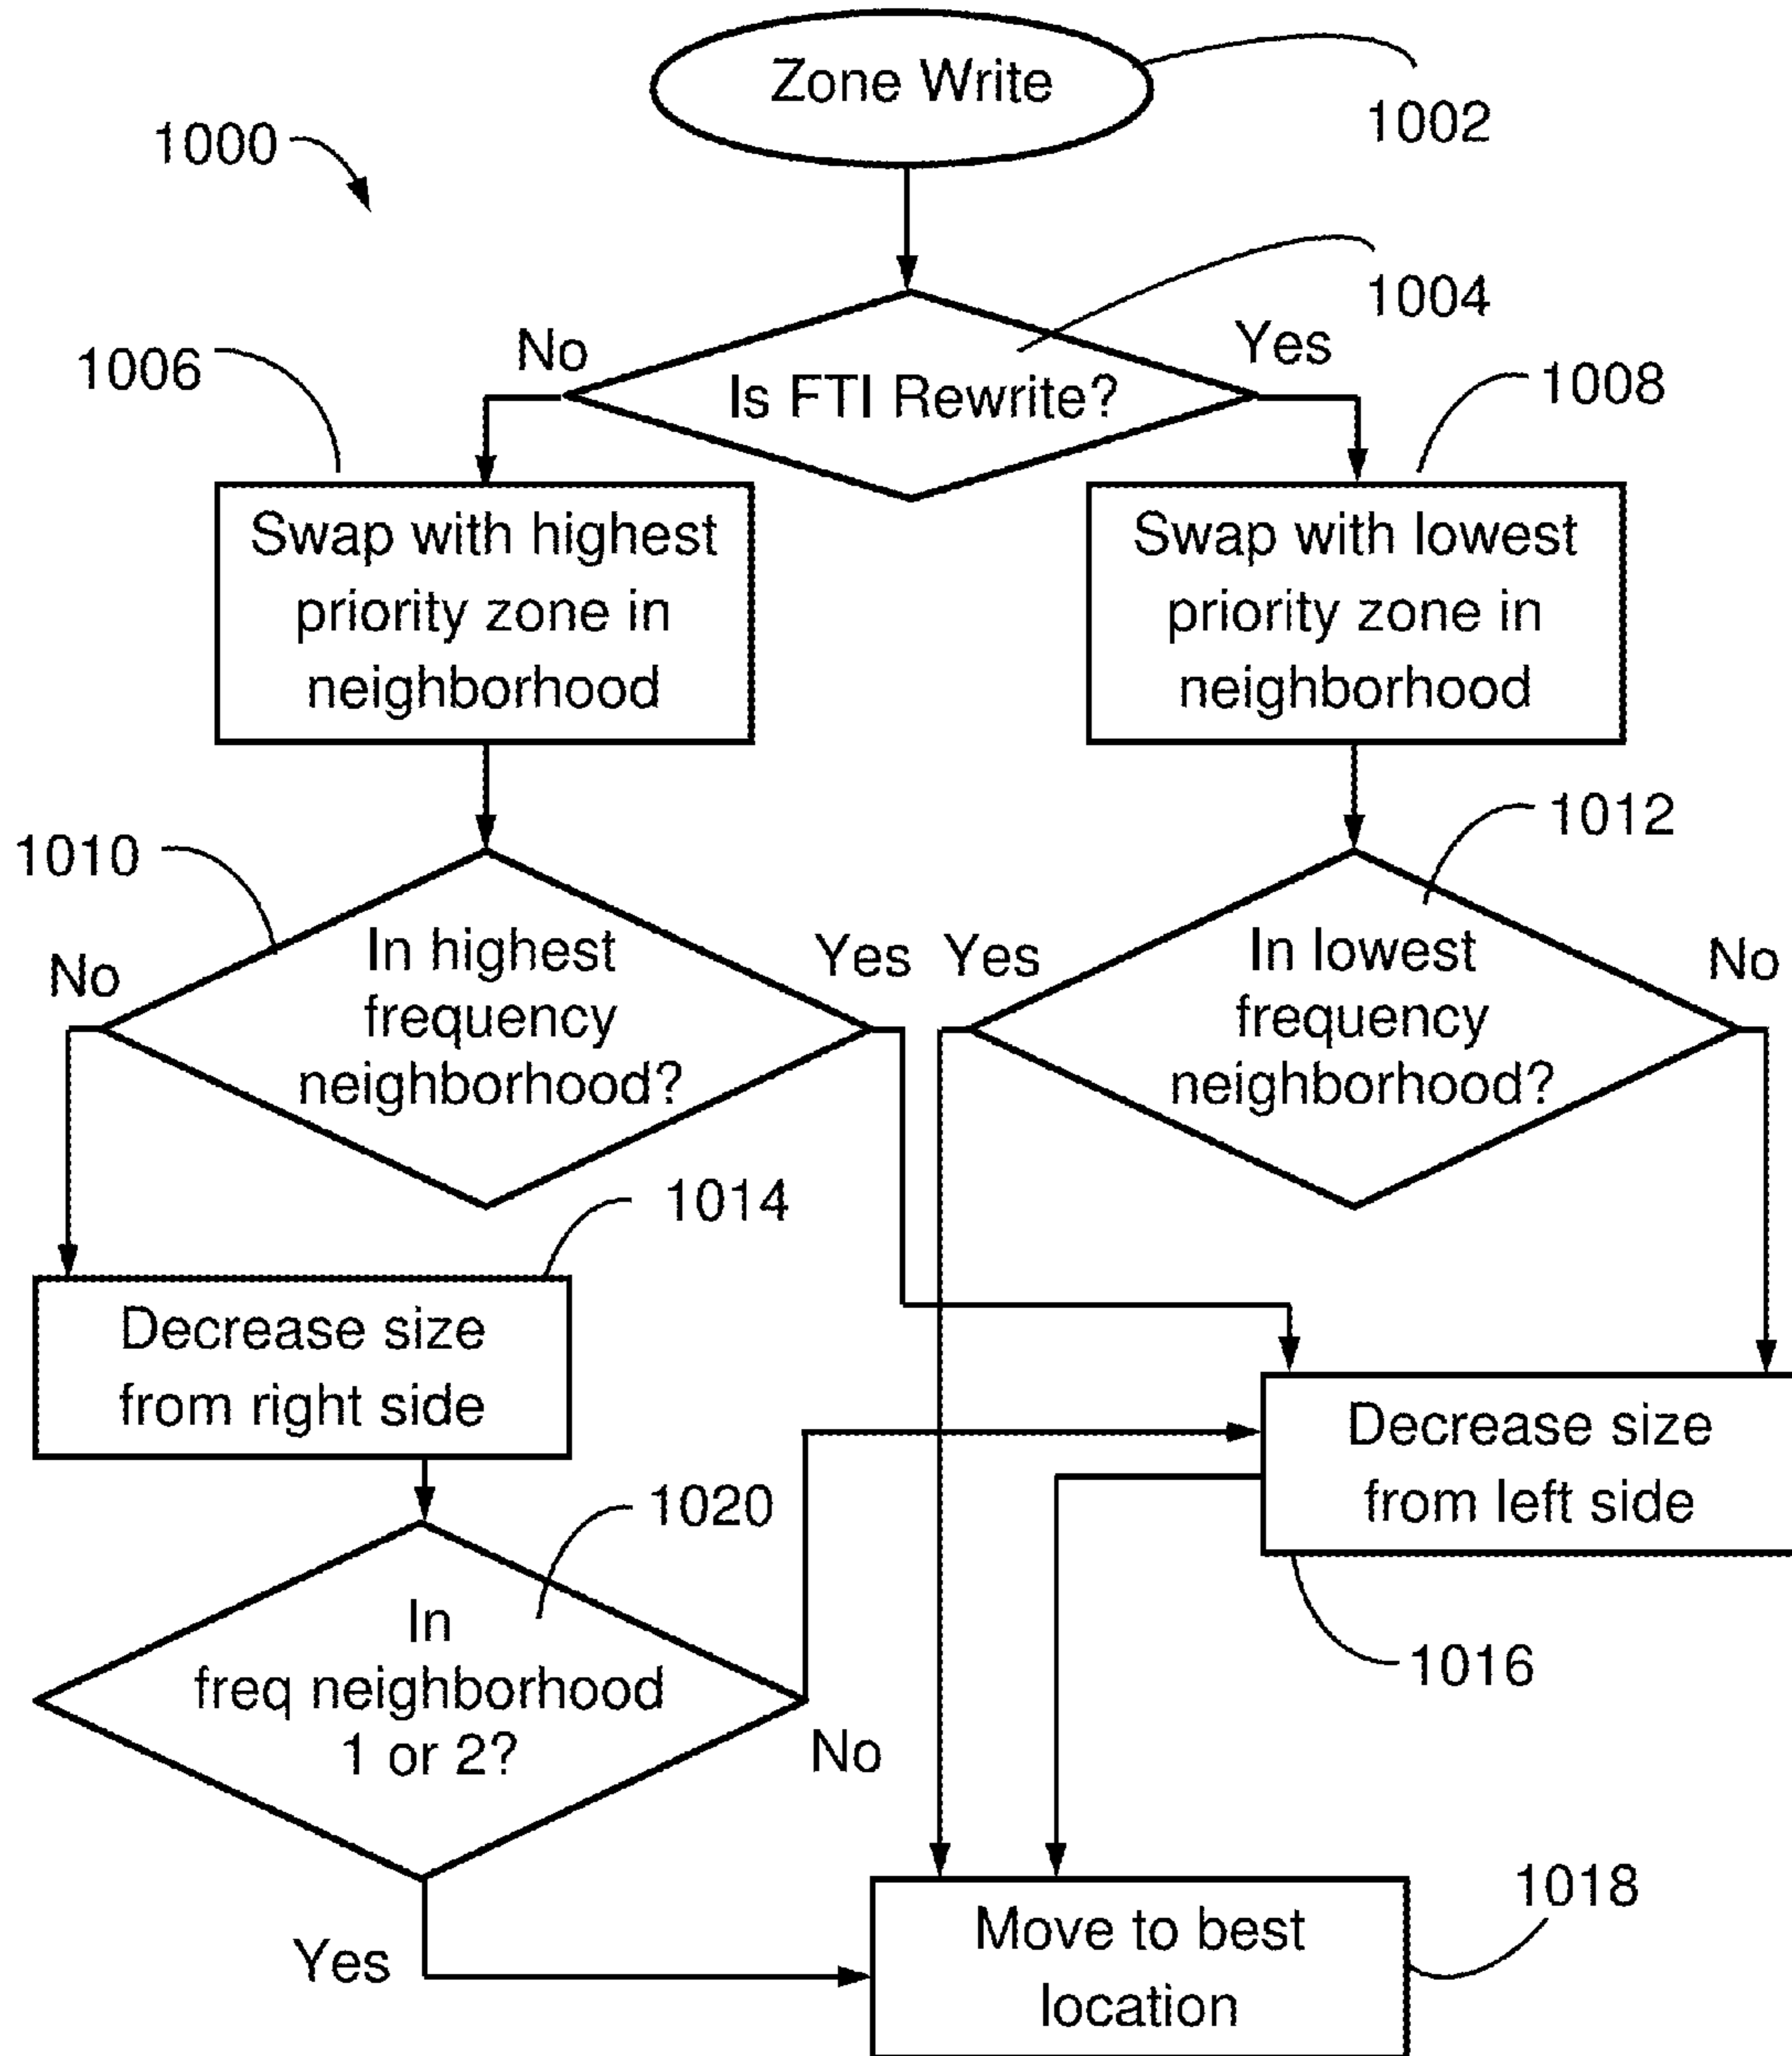 Zone Write
1002
1000
1004
No
Yes
1006
Is FTI Rewrite?
1008
Swap with highest
priority zone in
neighborhood
Swap with lowest
priority zone in
neighborhood
1010
1012
No
In highest
frequency
neighborhood?
Yes
Yes
In lowest
frequency
neighborhood?
No
1014
Decrease size
from right side
Decrease size
from left side
1020
In
freq neighborhood
1 or 2?
1016
No
Yes
Move to best
location
1018